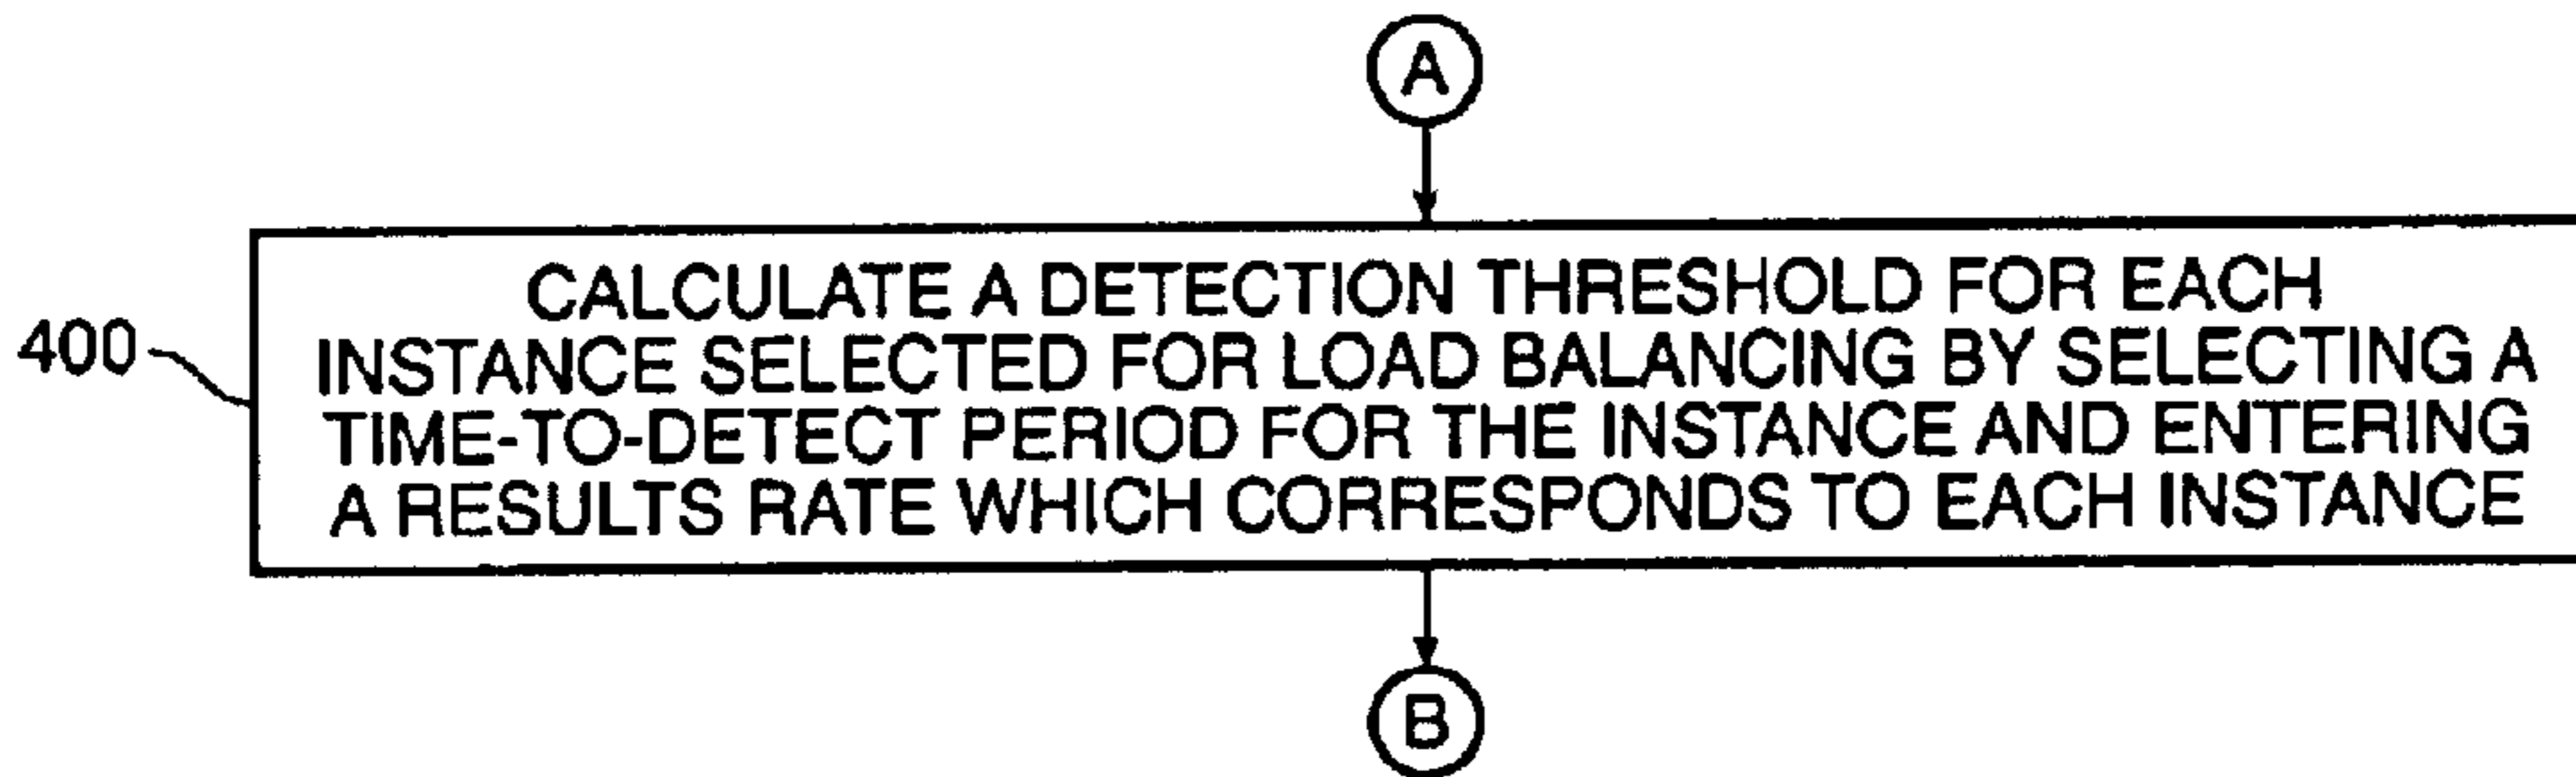 A
CALCULATE A DETECTION THRESHOLD FOR EACH
INSTANCE SELECTED FOR LOAD BALANCING BY SELECTING A
400
TIME-TO-DETECT PERIOD FOR THE INSTANCE AND ENTERING
A RESULTS RATE WHICH CORRESPONDS TO EACH INSTANCE
B